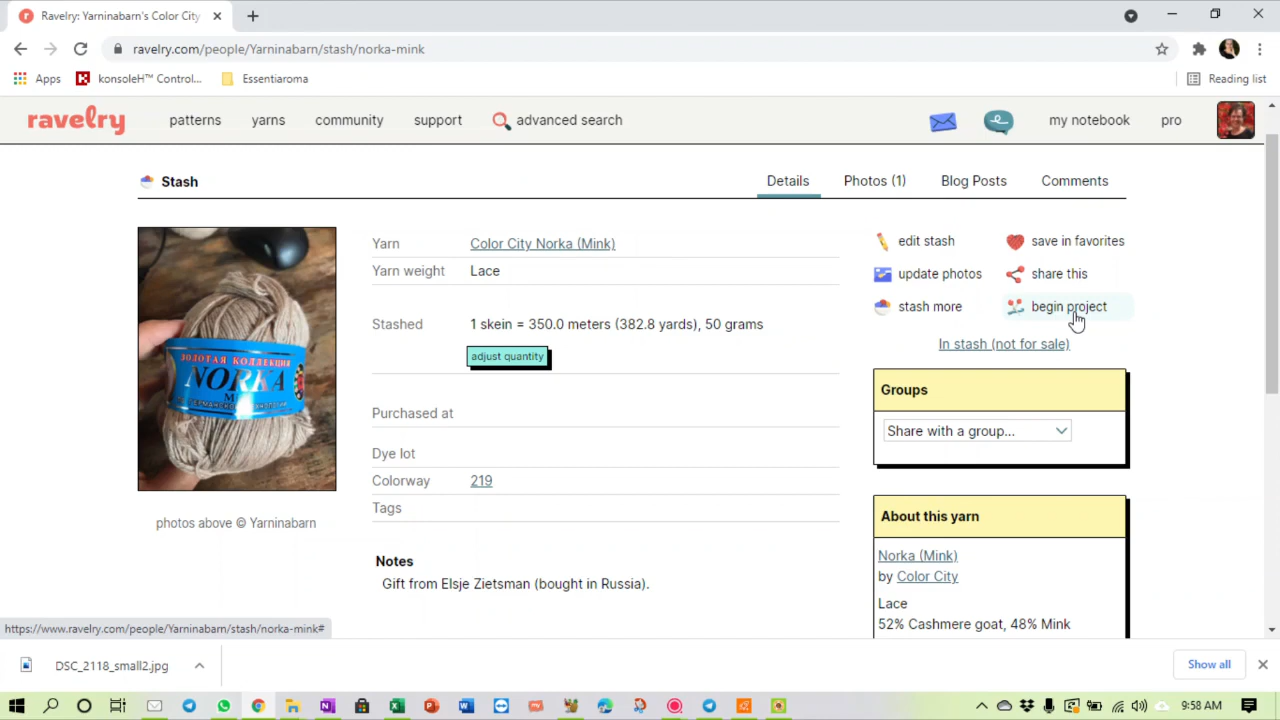 Ravelry: Yarninabarn's Color City
ravelry.com/people/Yarninabarn/stash/norka-mink
Apps konsoleH™ Control... Essentiaroma Reading list
ravelry patterns yarns community support advanced search my notebook pro
Stash Details Photos (1) Blog Posts Comments
ЗОЛОТАЯ КОЛЛЕКЦИЯ
NORKA
Yarn Color City Norka (Mink)
Yarn weight Lace
Stashed 1 skein = 350.0 meters (382.8 yards), 50 grams
adjust quantity
Purchased at
Dye lot
Colorway 219
Tags
photos above © Yarninabarn
Notes
Gift from Elsje Zietsman (bought in Russia).
edit stash save in favorites
update photos share this
stash more begin project
In stash (not for sale)
Groups
Share with a group...
About this yarn
Norka (Mink)
by Color City
Lace
52% Cashmere goat, 48% Mink
https://www.ravelry.com/people/Yarninabarn/stash/norka-mink#
DSC_2118_small2.jpg Show all
9:58 AM